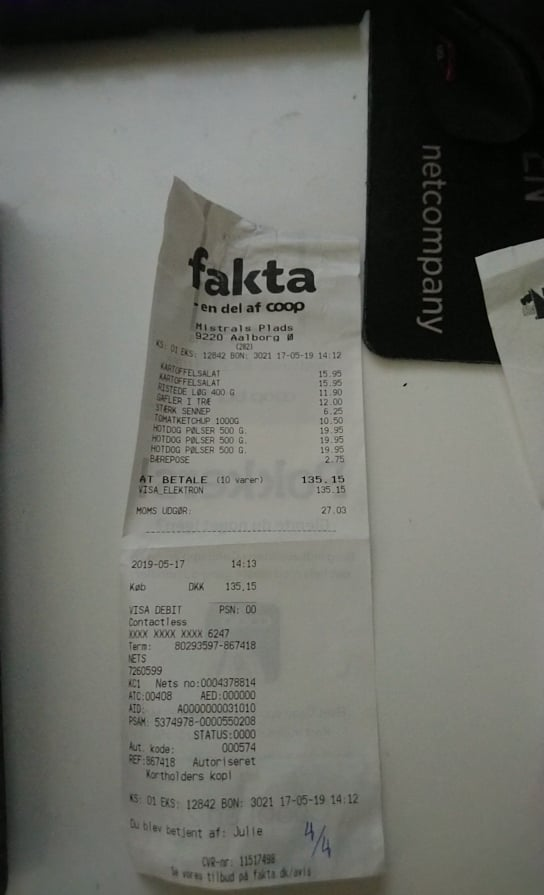 fakta
- en del af coop
Mistrals Plads
9220 Aalborg Ø
(282)
KS: 01 EKS: 12842 BON: 3021 17-05-19 14:12
KARTOFFELSALAT 15.95
KARTOFFELSALAT 15.95
RISTEDE LØG 400 G 11.90
GAFLER I TRÆ 12.00
STÆRK SENNEP 6.25
TOMATKETCHUP 1000G 10.50
HOTDOG PØLSER 500 G. 19.95
HOTDOG PØLSER 500 G. 19.95
HOTDOG PØLSER 500 G. 19.95
BÆREPOSE 2.75
AT BETALE (10 varer) 135.15
VISA ELEKTRON 135.15
MOMS UDGØR: 27.03
2019-05-17 14:13
Køb DKK 135,15
VISA DEBIT PSN: 00
Contactless
XXXX XXXX XXXX 6247
Term: 80293597-867418
NETS
7260599
KC1 Nets no:0004378814
ATC:00408 AED:000000
AID: A0000000031010
PSAM: 5374978-0000550208
STATUS:0000
Aut. kode: 000574
REF:867418 Autoriseret
Kortholders kopi
KS: 01 EKS: 12842 BON: 3021 17-05-19 14:12
Du blev betjent af: Julie
4/4
CVR-nr: 11517498
Se vores tilbud på fakta.dk/avis
netcompany